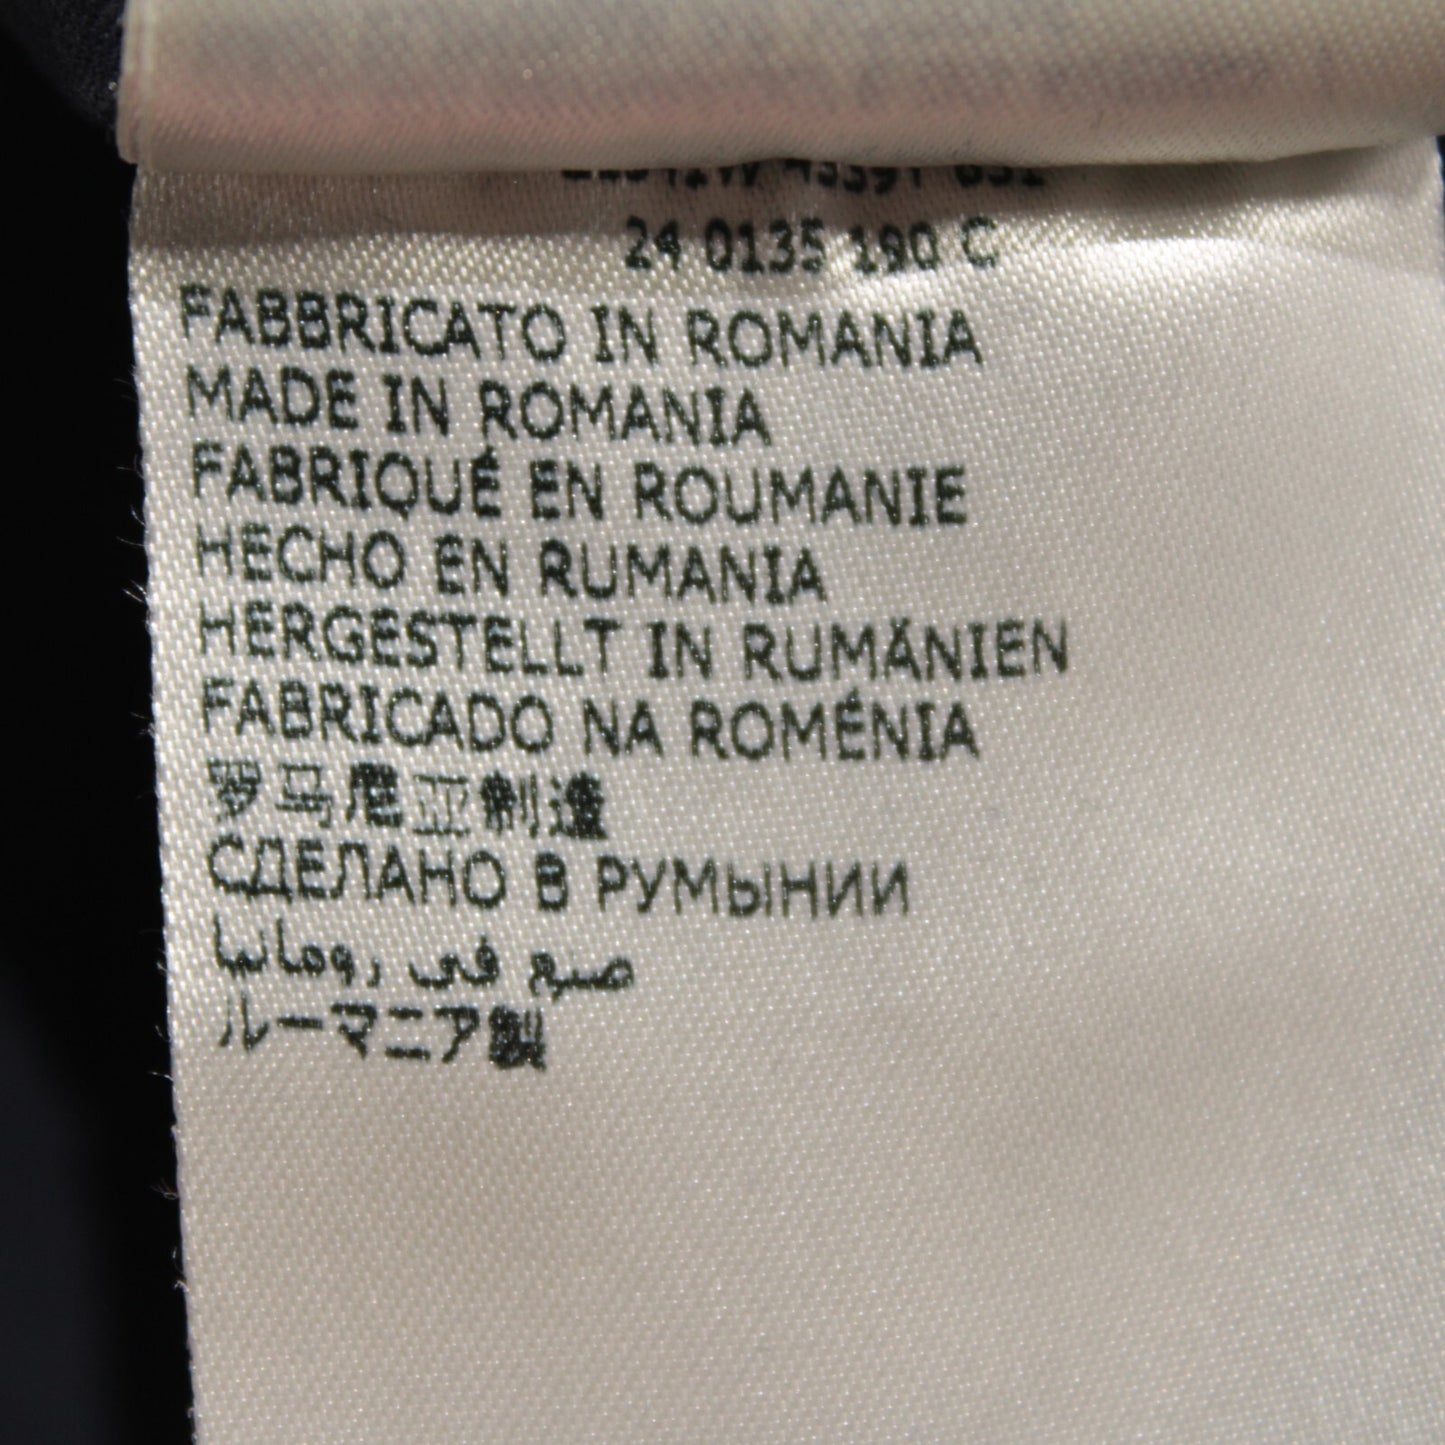 24 0135 190 C
FABBRICATO IN ROMANIA
MADE IN ROMANIA
FABRIQUÉ EN ROUMANIE
HECHO EN RUMANIA
HERGESTELLT IN RUMÄNIEN
FABRICADO NA ROMÉNIA
罗马尼亚制造
СДЕЛАНО В РУМЫНИИ
صنع في رومانيا
ルーマニア製